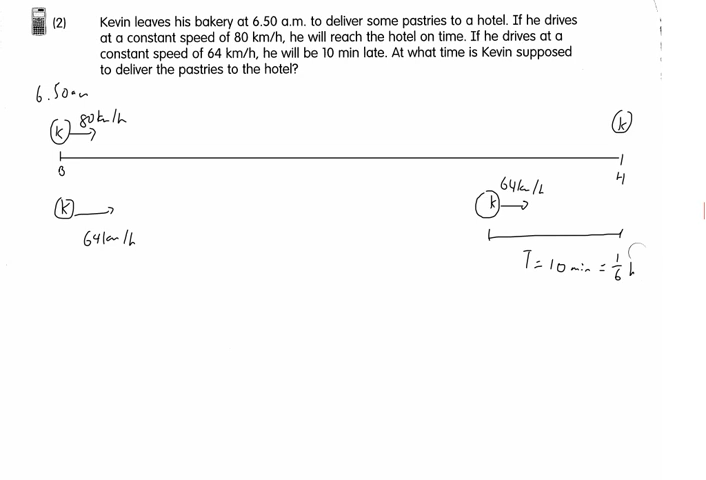 (2) Kevin leaves his bakery at 6.50 a.m. to deliver some pastries to a hotel. If he drives
at a constant speed of 80 km/h, he will reach the hotel on time. If he drives at a
constant speed of 64 km/h, he will be 10 min late. At what time is Kevin supposed
to deliver the pastries to the hotel?
6.50am
K 80km/h K
B H
K 64km/h K 64km/h
T = 10 min = 1/6 h